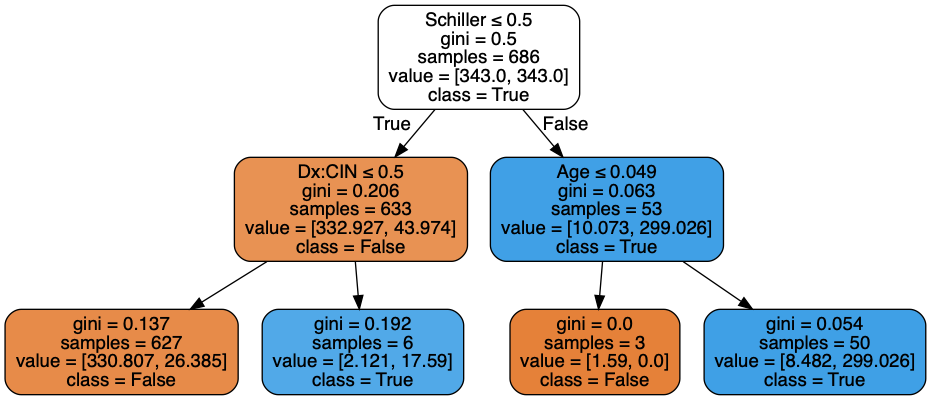 Schiller ≤ 0.5
gini = 0.5
samples = 686
value = [343.0, 343.0]
class = True
True
False
Dx:CIN ≤ 0.5
gini = 0.206
samples = 633
value = [332.927, 43.974]
class = False
Age ≤ 0.049
gini = 0.063
samples = 53
value = [10.073, 299.026]
class = True
gini = 0.137
samples = 627
value = [330.807, 26.385]
class = False
gini = 0.192
samples = 6
value = [2.121, 17.59]
class = True
gini = 0.0
samples = 3
value = [1.59, 0.0]
class = False
gini = 0.054
samples = 50
value = [8.482, 299.026]
class = True